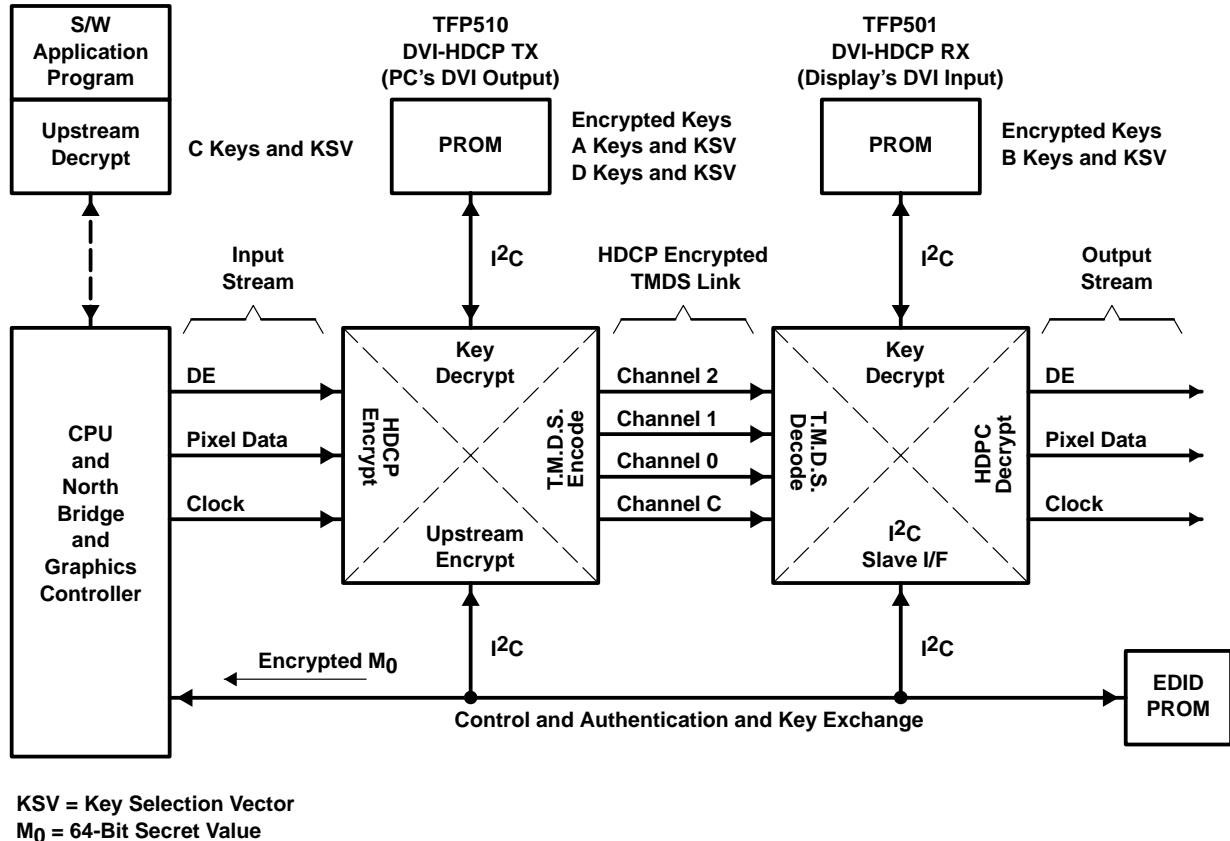 S/W
Application
Program
Upstream
Decrypt
C Keys and KSV
TFP510
DVI-HDCP TX
(PC's DVI Output)
PROM
Encrypted Keys
A Keys and KSV
D Keys and KSV
TFP501
DVI-HDCP RX
(Display's DVI Input)
PROM
Encrypted Keys
B Keys and KSV
Input
Stream
I2C
HDCP Encrypted
TMDS Link
I2C
Output
Stream
CPU
and
North
Bridge
and
Graphics
Controller
DE
Pixel Data
Clock
Key
Decrypt
HDCP
Encrypt
T.M.D.S.
Encode
Upstream
Encrypt
Channel 2
Channel 1
Channel 0
Channel C
Key
Decrypt
T.M.D.S.
Decode
HDPC
Decrypt
I2C
Slave I/F
DE
Pixel Data
Clock
Encrypted M0
I2C
I2C
Control and Authentication and Key Exchange
EDID
PROM
KSV = Key Selection Vector
M0 = 64-Bit Secret Value